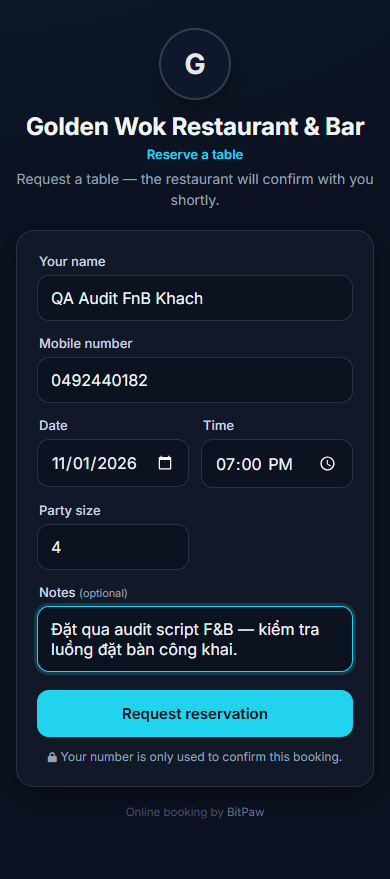 G
Golden Wok Restaurant & Bar
Reserve a table
Request a table — the restaurant will confirm with you
shortly.
Your name
QA Audit FnB Khach
Mobile number
0492440182
Date
Time
11/01/2026
07:00 PM
Party size
4
Notes (optional)
Đặt qua audit script F&B — kiểm tra
luồng đặt bàn công khai.
Request reservation
Your number is only used to confirm this booking.
Online booking by BitPaw